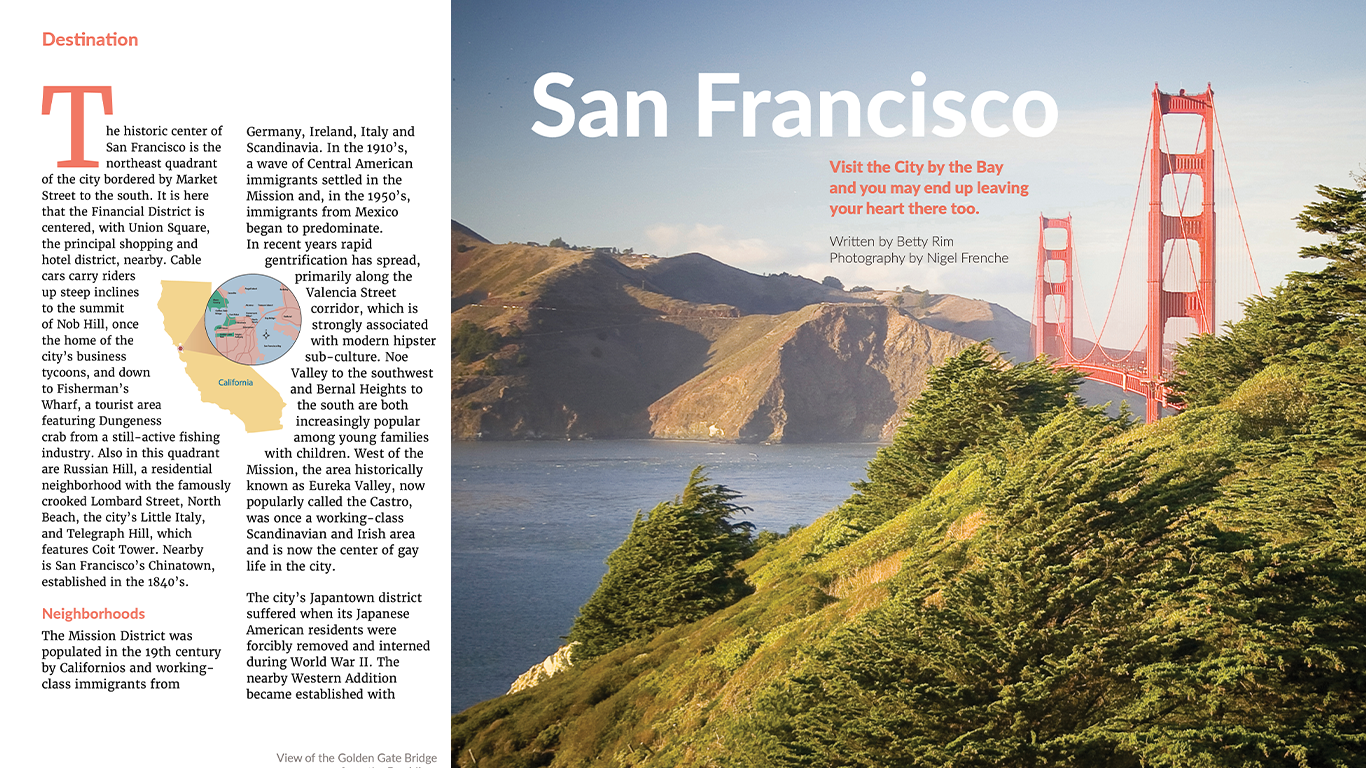 Destination
The historic center of
San Francisco is the
northeast quadrant
of the city bordered by Market
Street to the south. It is here
that the Financial District is
centered, with Union Square,
the principal shopping and
hotel district, nearby. Cable
cars carry riders
up steep inclines
to the summit
of Nob Hill, once
the home of the
city's business
tycoons, and down
to Fisherman's
Wharf, a tourist area
featuring Dungeness
crab from a still-active fishing
industry. Also in this quadrant
are Russian Hill, a residential
neighborhood with the famously
crooked Lombard Street, North
Beach, the city's Little Italy,
and Telegraph Hill, which
features Coit Tower. Nearby
is San Francisco's Chinatown,
established in the 1840's.
Neighborhoods
The Mission District was
populated in the 19th century
by Californios and working-
class immigrants from
Germany, Ireland, Italy and
Scandinavia. In the 1910's,
a wave of Central American
immigrants settled in the
Mission and, in the 1950's,
immigrants from Mexico
began to predominate.
In recent years rapid
gentrification has spread,
primarily along the
Valencia Street
corridor, which is
strongly associated
with modern hipster
sub-culture. Noe
Valley to the southwest
and Bernal Heights to
the south are both
increasingly popular
among young families
with children. West of the
Mission, the area historically
known as Eureka Valley, now
popularly called the Castro,
was once a working-class
Scandinavian and Irish area
and is now the center of gay
life in the city.
The city's Japantown district
suffered when its Japanese
American residents were
forcibly removed and interned
during World War II. The
nearby Western Addition
became established with
California
View of the Golden Gate Bridge
San Francisco
Visit the City by the Bay
and you may end up leaving
your heart there too.
Written by Betty Rim
Photography by Nigel Frenche